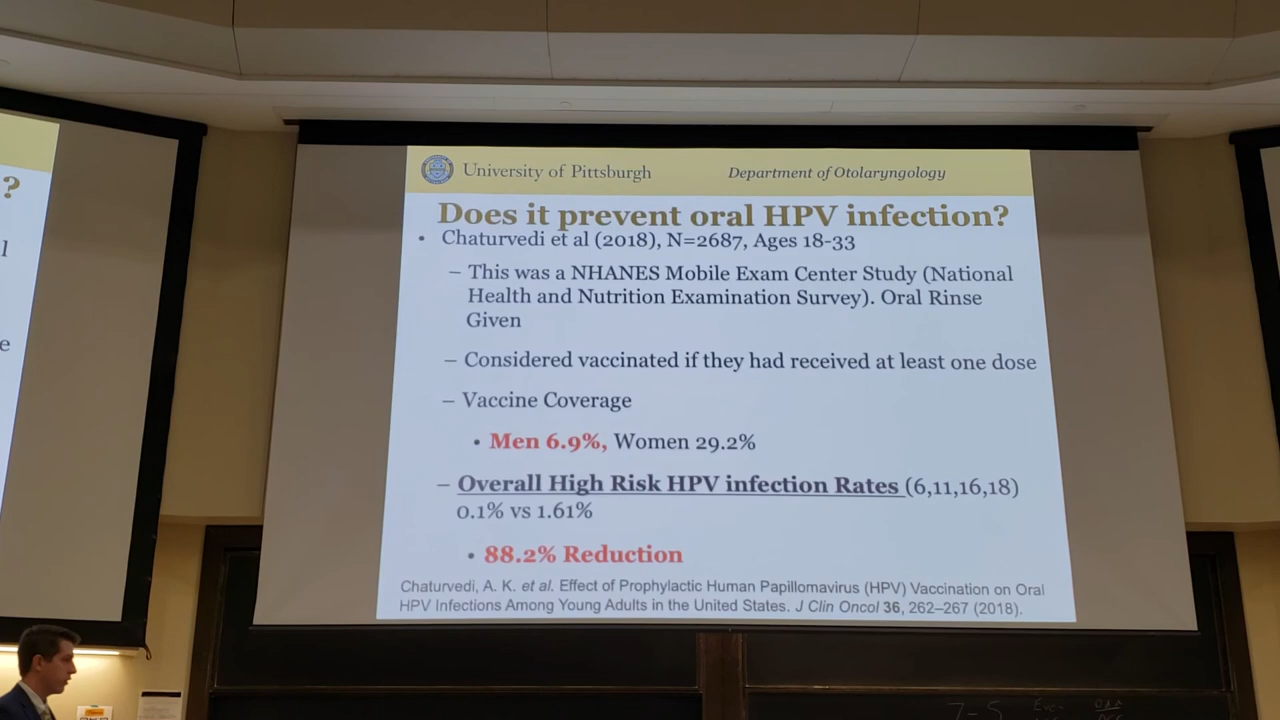 University of Pittsburgh
Department of Otolaryngology
Does it prevent oral HPV infection?
• Chaturvedi et al (2018), N=2687, Ages 18-33
– This was a NHANES Mobile Exam Center Study (National
Health and Nutrition Examination Survey). Oral Rinse
Given
– Considered vaccinated if they had received at least one dose
– Vaccine Coverage
• Men 6.9%, Women 29.2%
– Overall High Risk HPV infection Rates (6,11,16,18)
0.1% vs 1.61%
• 88.2% Reduction
Chaturvedi, A. K. et al. Effect of Prophylactic Human Papillomavirus (HPV) Vaccination on Oral
HPV Infections Among Young Adults in the United States. J Clin Oncol 36, 262–267 (2018).
?
l
e
7-5